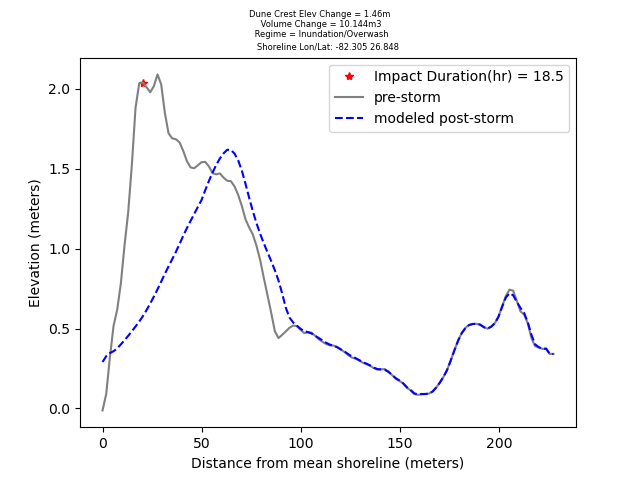 Dune Crest Elev Change = 1.46m
Volume Change = 10.144m3
Regime = Inundation/Overwash
Shoreline Lon/Lat: -82.305 26.848
Impact Duration(hr) = 18.5
pre-storm
modeled post-storm
Elevation (meters)
2.0
1.5
1.0
0.5
0.0
0 50 100 150 200
Distance from mean shoreline (meters)